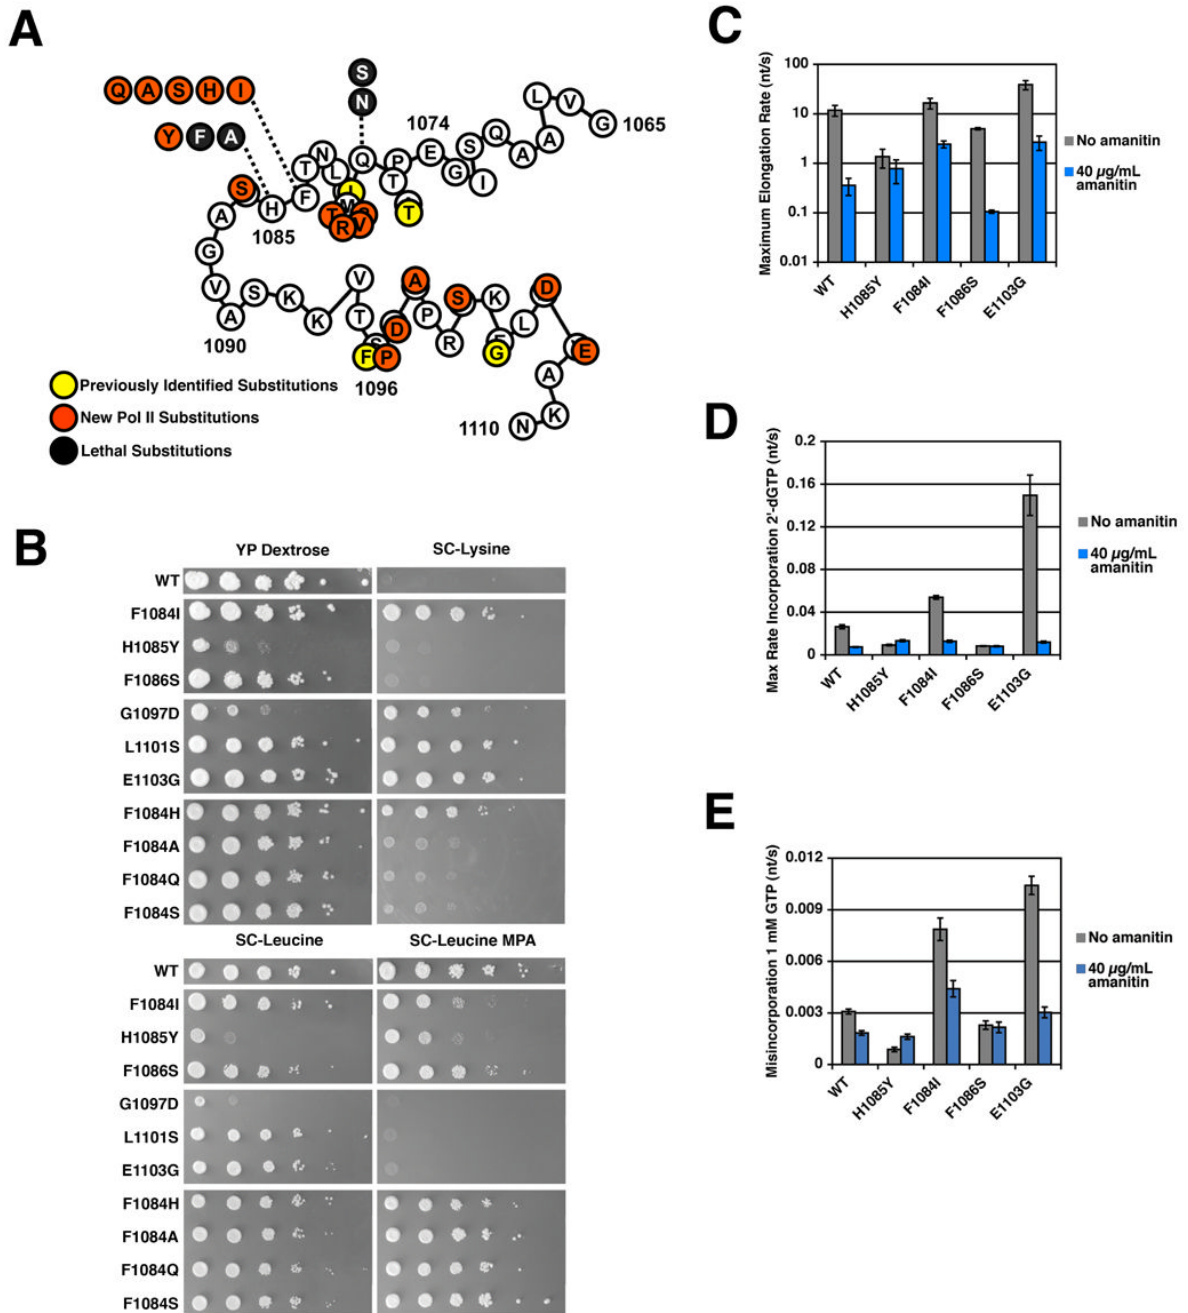 A
Q A S H I
Y F A
S
N
S
A
G
V
A
S
K
K
V
T
H
F
T
N
L
Q
P
T
T
E
G
S
I
Q
A
A
L
V
G
1065
1074
1085
M
T
R
V
1090
F
P
D
A
P
R
S
K
G
L
D
E
A
K
N
1096
1110
Previously Identified Substitutions
New Pol II Substitutions
Lethal Substitutions
B
YP Dextrose SC-Lysine
WT
F1084I
H1085Y
F1086S
G1097D
L1101S
E1103G
F1084H
F1084A
F1084Q
F1084S
SC-Leucine SC-Leucine MPA
WT
F1084I
H1085Y
F1086S
G1097D
L1101S
E1103G
F1084H
F1084A
F1084Q
F1084S
C
Maximum Elongation Rate (nt/s)
100
10
1
0.1
0.01
WT H1085Y F1084I F1086S E1103G
No amanitin
40 µg/mL
amanitin
D
Max Rate Incorporation 2'-dGTP (nt/s)
0.2
0.16
0.12
0.08
0.04
0
WT H1085Y F1084I F1086S E1103G
No amanitin
40 µg/mL
amanitin
E
Misincorporation 1 mM GTP (nt/s)
0.012
0.009
0.006
0.003
0
WT H1085Y F1084I F1086S E1103G
No amanitin
40 µg/mL
amanitin